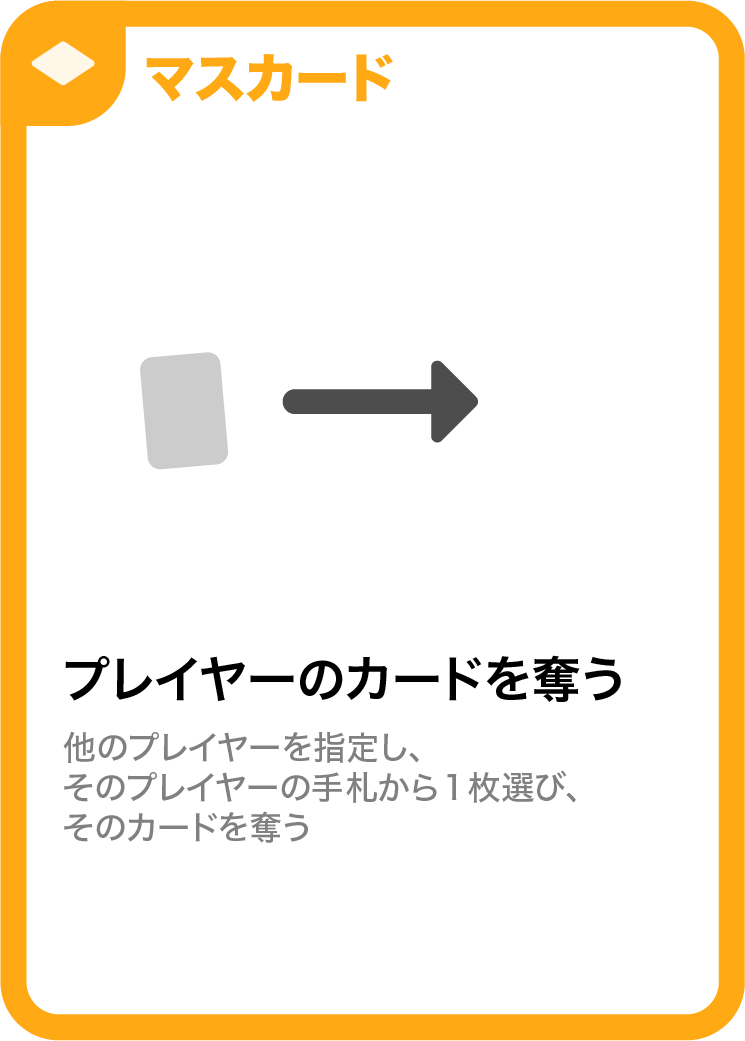 マスカード
プレイヤーのカードを奪う
他のプレイヤーを指定し、
そのプレイヤーの手札から1枚選び、
そのカードを奪う